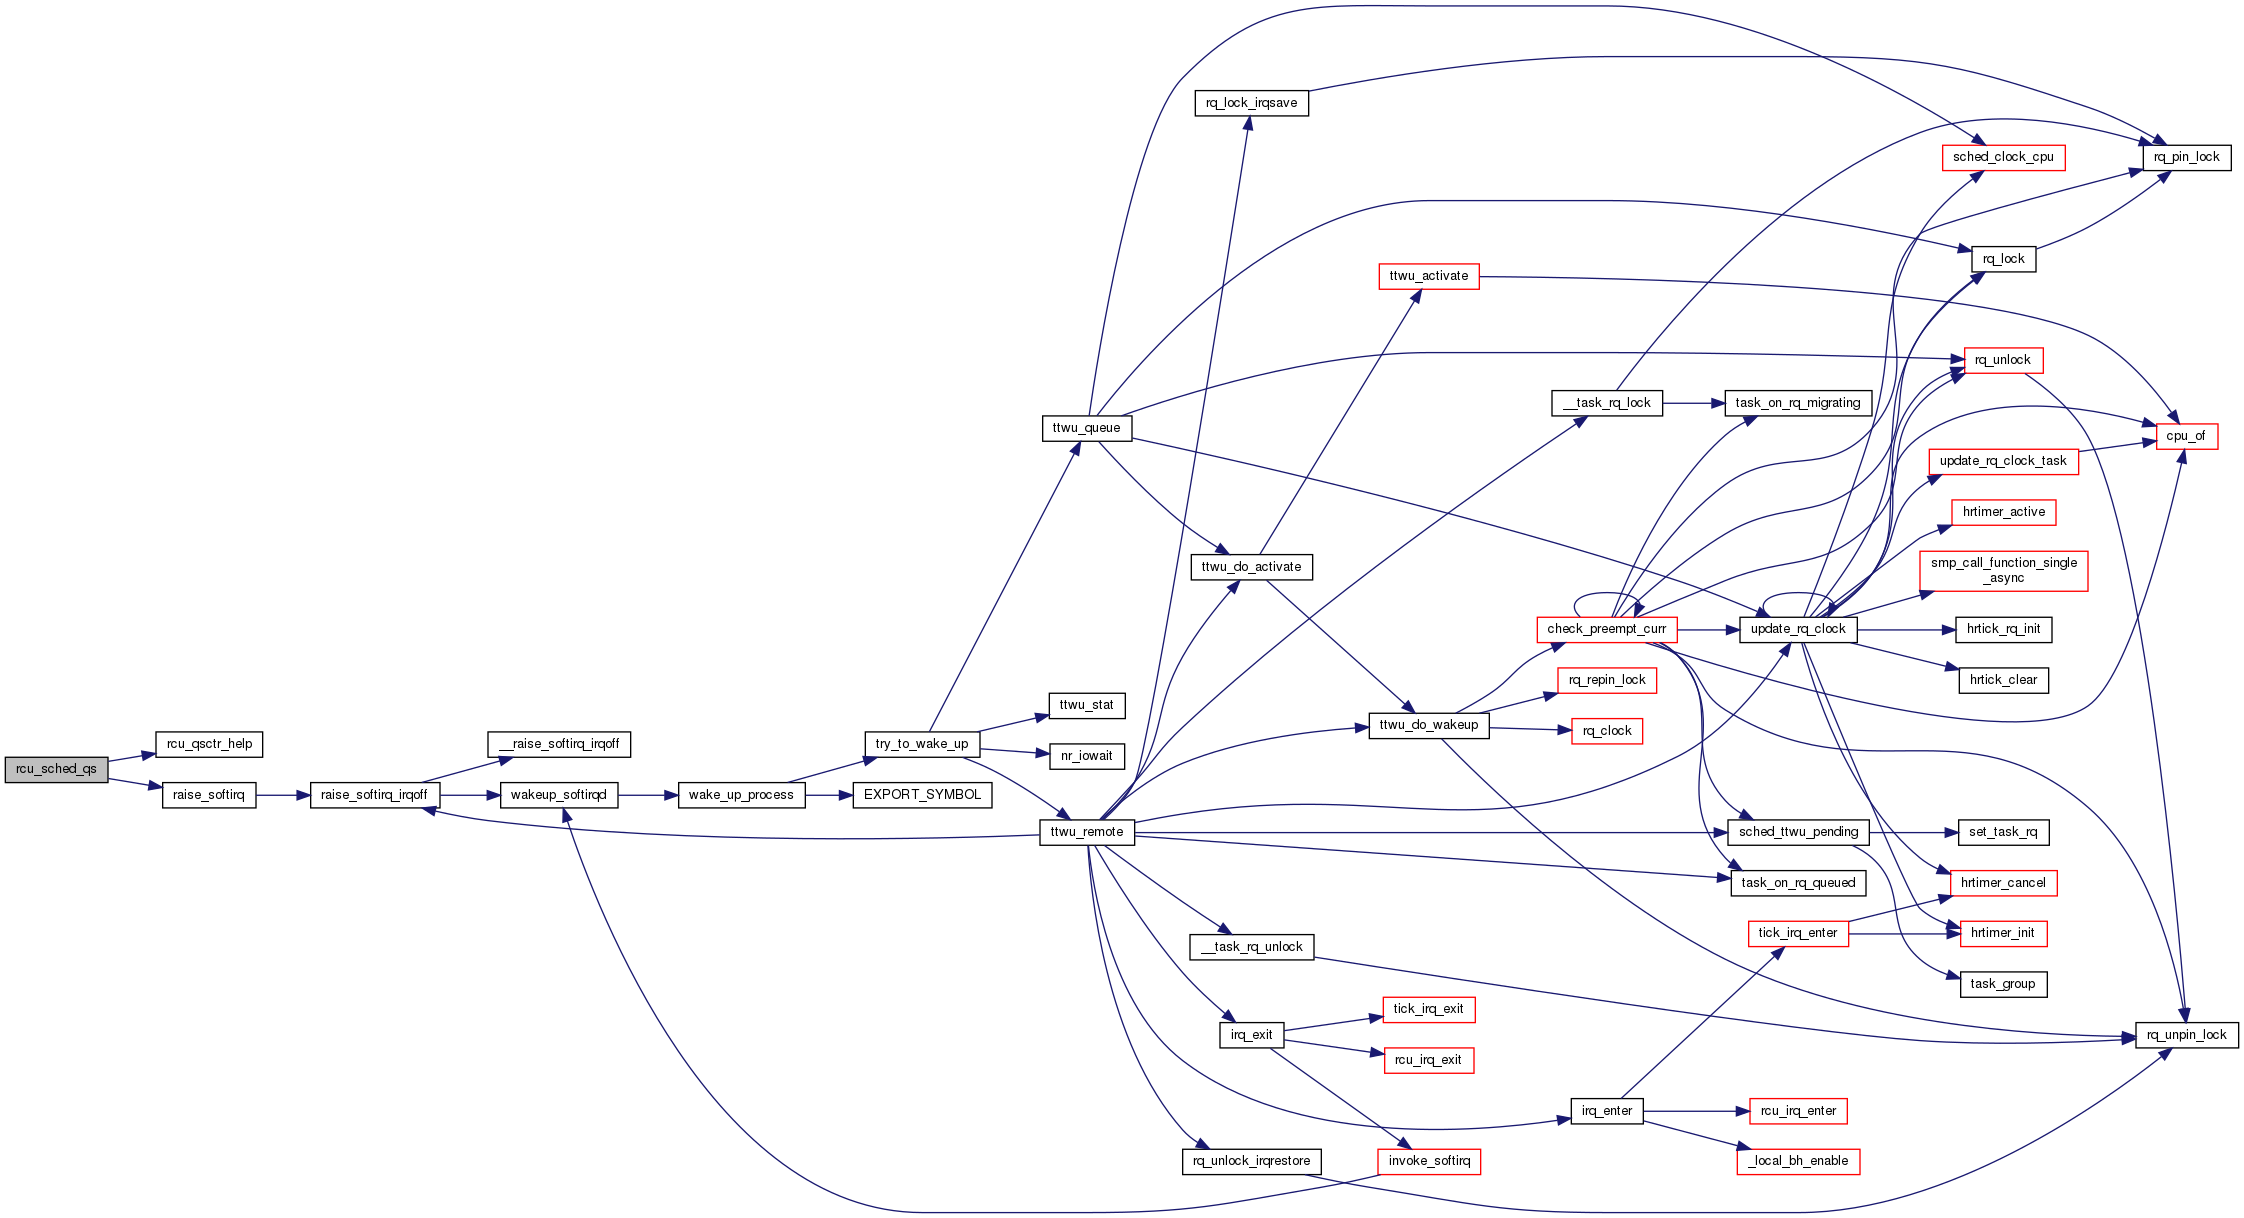 rcu_sched_qs
rcu_qsctr_help
raise_softirq
raise_softirq_irqoff
__raise_softirq_irqoff
wakeup_softirqd
wake_up_process
try_to_wake_up
EXPORT_SYMBOL
ttwu_queue
ttwu_stat
nr_iowait
ttwu_remote
rq_lock_irqsave
ttwu_do_activate
__task_rq_unlock
irq_exit
rq_unlock_irqrestore
ttwu_activate
ttwu_do_wakeup
tick_irq_exit
rcu_irq_exit
invoke_softirq
__task_rq_lock
check_preempt_curr
rq_repin_lock
rq_clock
irq_enter
task_on_rq_migrating
update_rq_clock
sched_ttwu_pending
task_on_rq_queued
tick_irq_enter
rcu_irq_enter
_local_bh_enable
sched_clock_cpu
rq_lock
rq_unlock
update_rq_clock_task
hrtimer_active
smp_call_function_single
_async
hrtick_rq_init
hrtick_clear
set_task_rq
hrtimer_cancel
hrtimer_init
task_group
rq_pin_lock
cpu_of
rq_unpin_lock